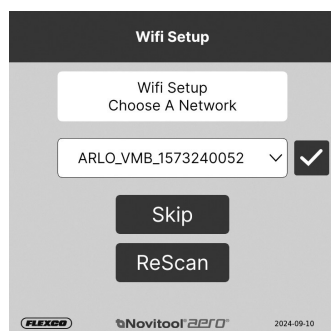 Wifi Setup
Wifi Setup
Choose A Network
ARLO_VMB_1573240052
Skip
ReScan
FLEXCO Novitool® aero® 2024-09-10